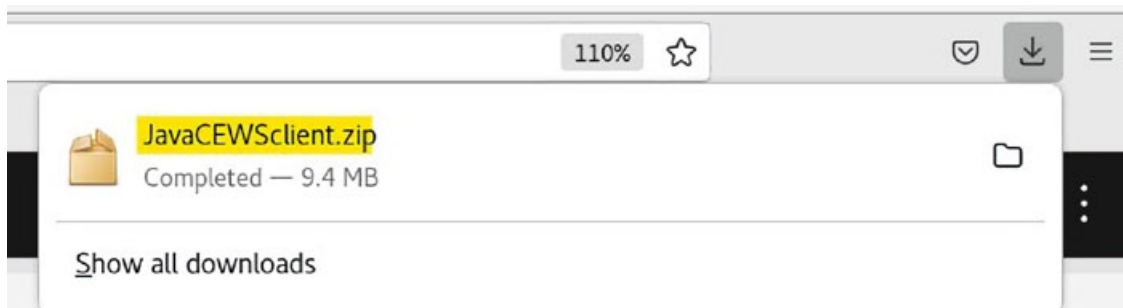 110%
JavaCEWSclient.zip
Completed — 9.4 MB
Show all downloads